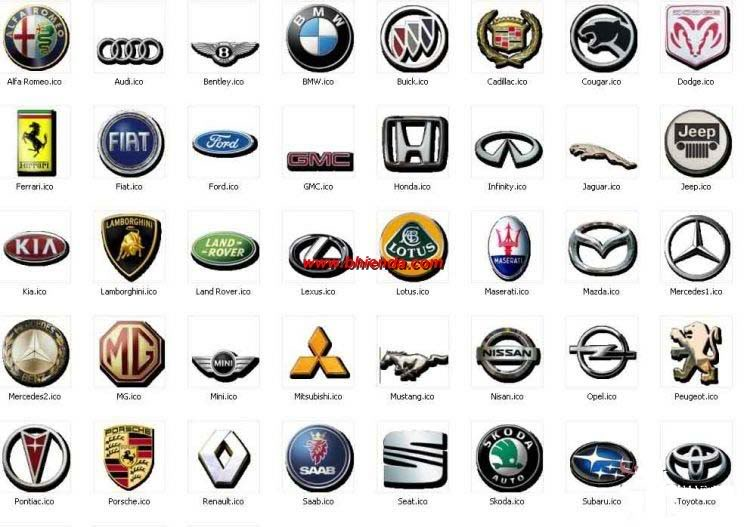 ALFA ROMEO
B
BMW
DODGE
Alfa Romeo.ico Audi.ico Bentley.ico BMW.ico Buick.ico Cadillac.ico Cougar.ico Dodge.ico
Ferrari FIAT Ford GMC Jeep
Ferrari.ico Fiat.ico Ford.ico GMC.ico Honda.ico Infinity.ico Jaguar.ico Jeep.ico
KIA LAMBORGHINI LAND-ROVER LOTUS MASERATI
www.bhienda.com
Kia.ico Lamborghini.ico Land Rover.ico Lexus.ico Lotus.ico Maserati.ico Mazda.ico Mercedes1.ico
MERCEDES BENZ MG MINI NISSAN
Mercedes2.ico MG.ico Mini.ico Mitsubishi.ico Mustang.ico Nisan.ico Opel.ico Peugeot.ico
PORSCHE SAAB SKODA AUTO
Pontiac.ico Porsche.ico Renault.ico Saab.ico Seat.ico Skoda.ico Subaru.ico Toyota.ico